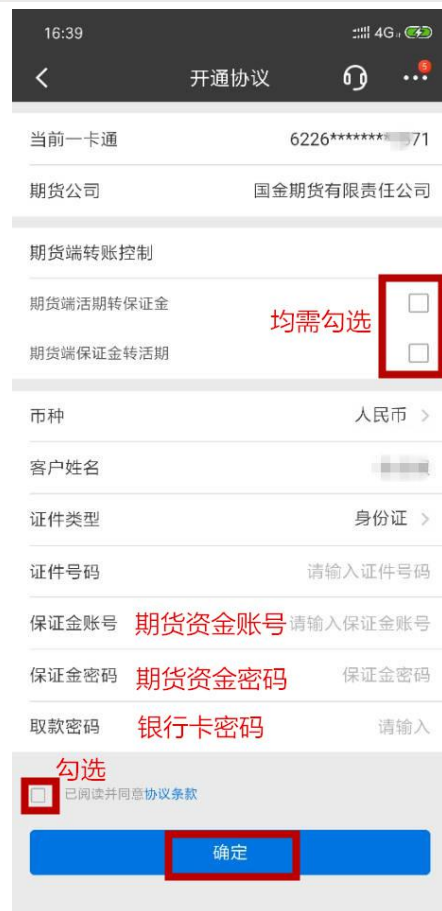 16:39
4G
开通协议
5
当前一卡通 6226********71
期货公司 国金期货有限责任公司
期货端转账控制
期货端活期转保证金
均需勾选
期货端保证金转活期
币种 人民币
客户姓名
证件类型 身份证
证件号码 请输入证件号码
保证金账号 期货资金账号 请输入保证金账号
保证金密码 期货资金密码 保证金密码
取款密码 银行卡密码 请输入
勾选
已阅读并同意协议条款
确定